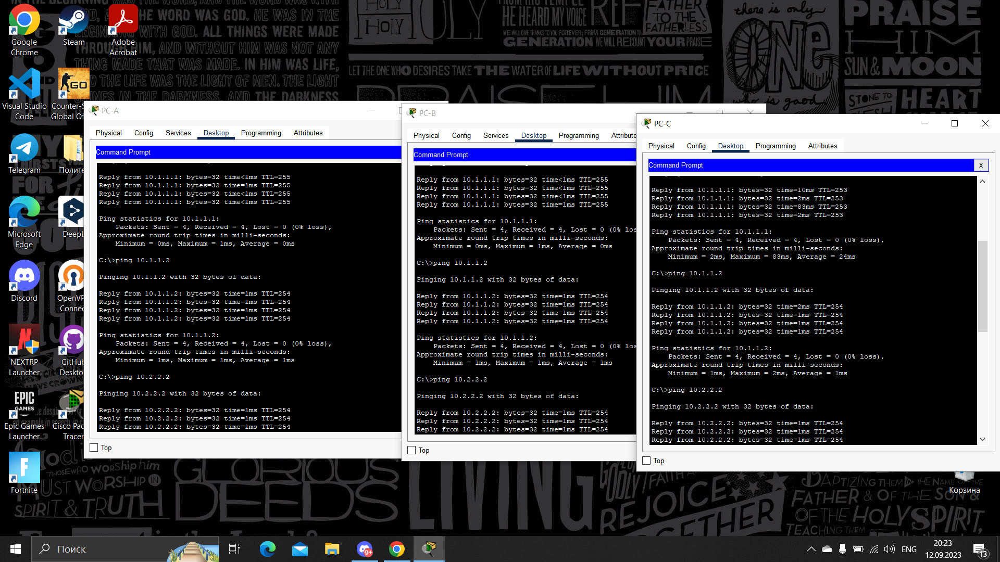 Google
Chrome
Steam
Adobe
Acrobat
Visual Studio
Code
Counter-S
Global Of
GO
Telegram
Полите
Microsoft
Edge
DeepL
Discord
OpenVP
Connec
NEXTRP
Launcher
GitHub
Deskto
EPIC
GAMES
Epic Games
Launcher
Cisco Pac
Tracer
Fortnite
Корзина
PC-A
Physical Config Services Desktop Programming Attributes
Command Prompt
Reply from 10.1.1.1: bytes=32 time<1ms TTL=255
Reply from 10.1.1.1: bytes=32 time=1ms TTL=255
Reply from 10.1.1.1: bytes=32 time<1ms TTL=255
Reply from 10.1.1.1: bytes=32 time<1ms TTL=255
Ping statistics for 10.1.1.1:
Packets: Sent = 4, Received = 4, Lost = 0 (0% loss),
Approximate round trip times in milli-seconds:
Minimum = 0ms, Maximum = 1ms, Average = 0ms
C:\>ping 10.1.1.2
Pinging 10.1.1.2 with 32 bytes of data:
Reply from 10.1.1.2: bytes=32 time=1ms TTL=254
Reply from 10.1.1.2: bytes=32 time=1ms TTL=254
Reply from 10.1.1.2: bytes=32 time=1ms TTL=254
Reply from 10.1.1.2: bytes=32 time=1ms TTL=254
Ping statistics for 10.1.1.2:
Packets: Sent = 4, Received = 4, Lost = 0 (0% loss),
Approximate round trip times in milli-seconds:
Minimum = 1ms, Maximum = 1ms, Average = 1ms
C:\>ping 10.2.2.2
Pinging 10.2.2.2 with 32 bytes of data:
Reply from 10.2.2.2: bytes=32 time=1ms TTL=254
Reply from 10.2.2.2: bytes=32 time=1ms TTL=254
Reply from 10.2.2.2: bytes=32 time=1ms TTL=254
Top
PC-B
Physical Config Services Desktop Programming Attribute
Command Prompt
Reply from 10.1.1.1: bytes=32 time<1ms TTL=255
Reply from 10.1.1.1: bytes=32 time<1ms TTL=255
Reply from 10.1.1.1: bytes=32 time<1ms TTL=255
Reply from 10.1.1.1: bytes=32 time=1ms TTL=255
Ping statistics for 10.1.1.1:
Packets: Sent = 4, Received = 4, Lost = 0 (0% los
Approximate round trip times in milli-seconds:
Minimum = 0ms, Maximum = 1ms, Average = 0ms
C:\>ping 10.1.1.2
Pinging 10.1.1.2 with 32 bytes of data:
Reply from 10.1.1.2: bytes=32 time=1ms TTL=254
Reply from 10.1.1.2: bytes=32 time=1ms TTL=254
Reply from 10.1.1.2: bytes=32 time=1ms TTL=254
Reply from 10.1.1.2: bytes=32 time=1ms TTL=254
Ping statistics for 10.1.1.2:
Packets: Sent = 4, Received = 4, Lost = 0 (0% los
Approximate round trip times in milli-seconds:
Minimum = 1ms, Maximum = 1ms, Average = 1ms
C:\>ping 10.2.2.2
Pinging 10.2.2.2 with 32 bytes of data:
Reply from 10.2.2.2: bytes=32 time=1ms TTL=254
Reply from 10.2.2.2: bytes=32 time=1ms TTL=254
Reply from 10.2.2.2: bytes=32 time=1ms TTL=254
Top
PC-C
Physical Config Desktop Programming Attributes
Command Prompt X
Reply from 10.1.1.1: bytes=32 time=10ms TTL=253
Reply from 10.1.1.1: bytes=32 time=2ms TTL=253
Reply from 10.1.1.1: bytes=32 time=83ms TTL=253
Reply from 10.1.1.1: bytes=32 time=2ms TTL=253
Ping statistics for 10.1.1.1:
Packets: Sent = 4, Received = 4, Lost = 0 (0% loss),
Approximate round trip times in milli-seconds:
Minimum = 2ms, Maximum = 83ms, Average = 24ms
C:\>ping 10.1.1.2
Pinging 10.1.1.2 with 32 bytes of data:
Reply from 10.1.1.2: bytes=32 time=2ms TTL=254
Reply from 10.1.1.2: bytes=32 time=1ms TTL=254
Reply from 10.1.1.2: bytes=32 time=1ms TTL=254
Reply from 10.1.1.2: bytes=32 time=1ms TTL=254
Ping statistics for 10.1.1.2:
Packets: Sent = 4, Received = 4, Lost = 0 (0% loss),
Approximate round trip times in milli-seconds:
Minimum = 1ms, Maximum = 2ms, Average = 1ms
C:\>ping 10.2.2.2
Pinging 10.2.2.2 with 32 bytes of data:
Reply from 10.2.2.2: bytes=32 time=1ms TTL=254
Reply from 10.2.2.2: bytes=32 time=1ms TTL=254
Reply from 10.2.2.2: bytes=32 time=1ms TTL=254
Top
THE WORD WAS GOD. HE WAS IN THE
WITH GOD. ALL THINGS WERE MADE
THROUGH HIM, AND WITHOUT HIM WAS NOT ANY
THING MADE THAT WAS MADE. IN HIM WAS LIFE,
THE LIFE WAS THE LIGHT OF MEN. THE LIGHT
IN THE DARKNESS, AND THE DARKNESS
HOLY
HOLY
HE HEARD MY VOICE
WE WILL GIVE THANKS TO YOU FOREVER; FROM GENERATION TO
GENERATION WE WILL RECOUNT YOUR PRAISE
FATHER
TO THE
FATHERLESS
LET THE ONE WHO DESIRES TAKE THE WATER OF LIFE WITHOUT PRICE
PRAISE HIM
there is only
ONE
who is good
PRAISE
HIM
SUN & MOON
STONE TO
HEART
THOSE WHO WORSHIP him
MUST WORSHIP IN
SPIRIT & TRUTH
GLORIOUS
DEEDS
LIVING
GODLY
FAITH
REJOICE
TOGETHER
BAPTIZING THEM IN THE NAME OF THE
FATHER & OF THE SON &
OF THE HOLY SPIRIT,
TEACHING THEM
Поиск
9+
ENG
20:23
12.09.2023
13